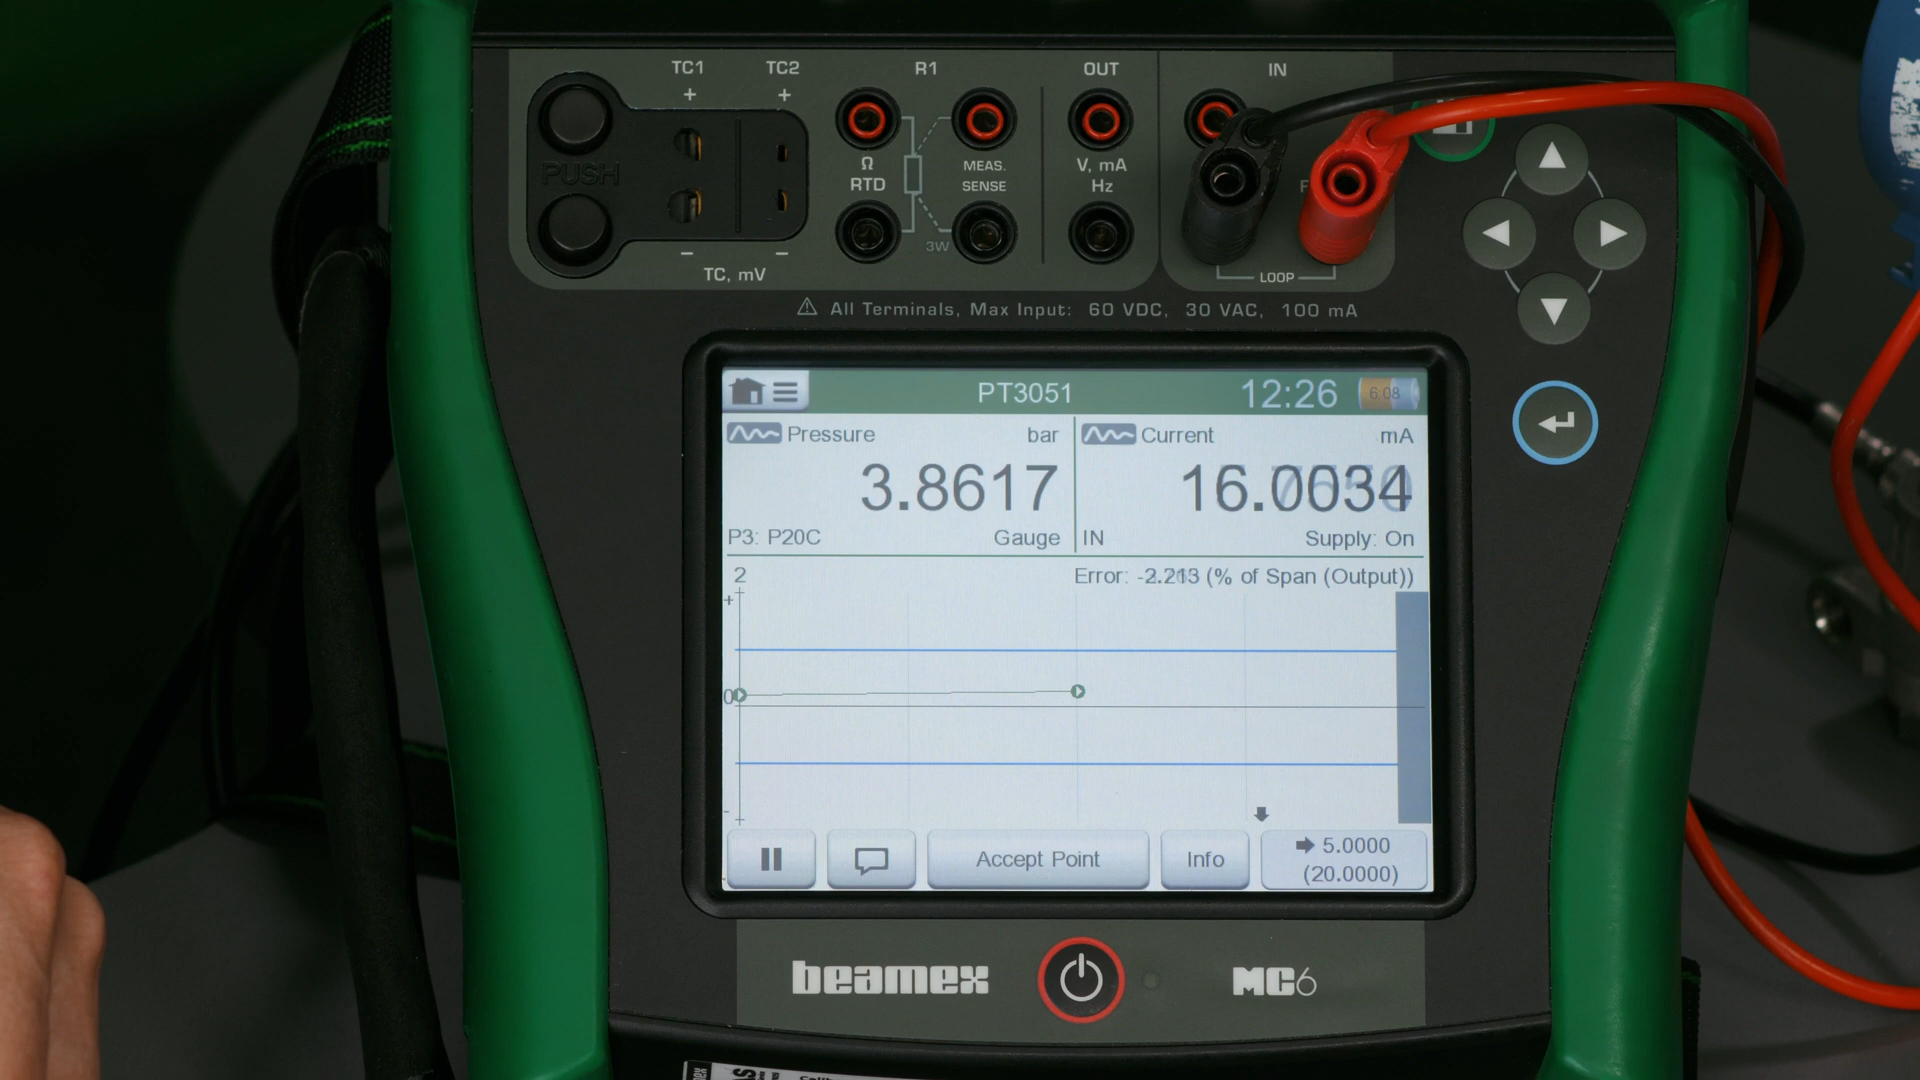 TC1 TC2 R1 OUT IN
+ +
PUSH
Ω
RTD
MEAS.
SENSE
V, mA
Hz
3W
F
- -
TC, mV
LOOP
All Terminals, Max Input: 60 VDC, 30 VAC, 100 mA
PT3051 12:26 6:08
Pressure bar Current mA
3.8617 16.0034
P3: P20C Gauge IN Supply: On
2 Error: (% of Span (Output))
+
0
-
Accept Point Info 5.0000
(20.0000)
beamex MC6